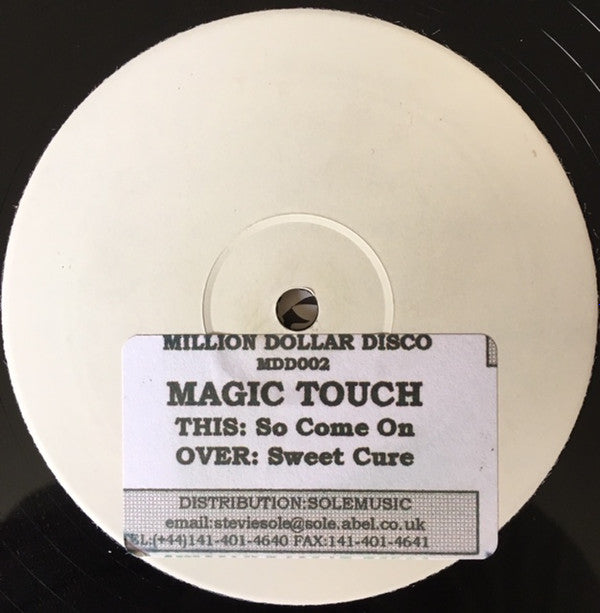 MILLION DOLLAR DISCO
MDD002
MAGIC TOUCH
THIS: So Come On
OVER: Sweet Cure
DISTRIBUTION:SOLEMUSIC
email:steviesole@sole.abel.co.uk
TEL:(+44)141-401-4640 FAX:141-401-4641